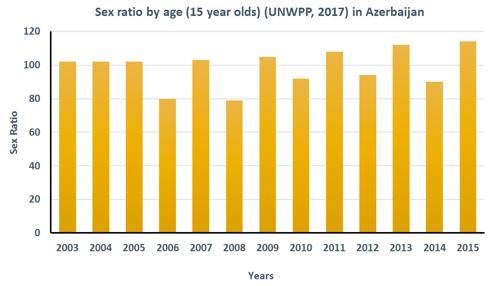 Sex ratio by age (15 year olds) (UNWPP, 2017) in Azerbaijan
120
100
80
60
40
20
0
Sex Ratio
2003 2004 2005 2006 2007 2008 2009 2010 2011 2012 2013 2014 2015
Years